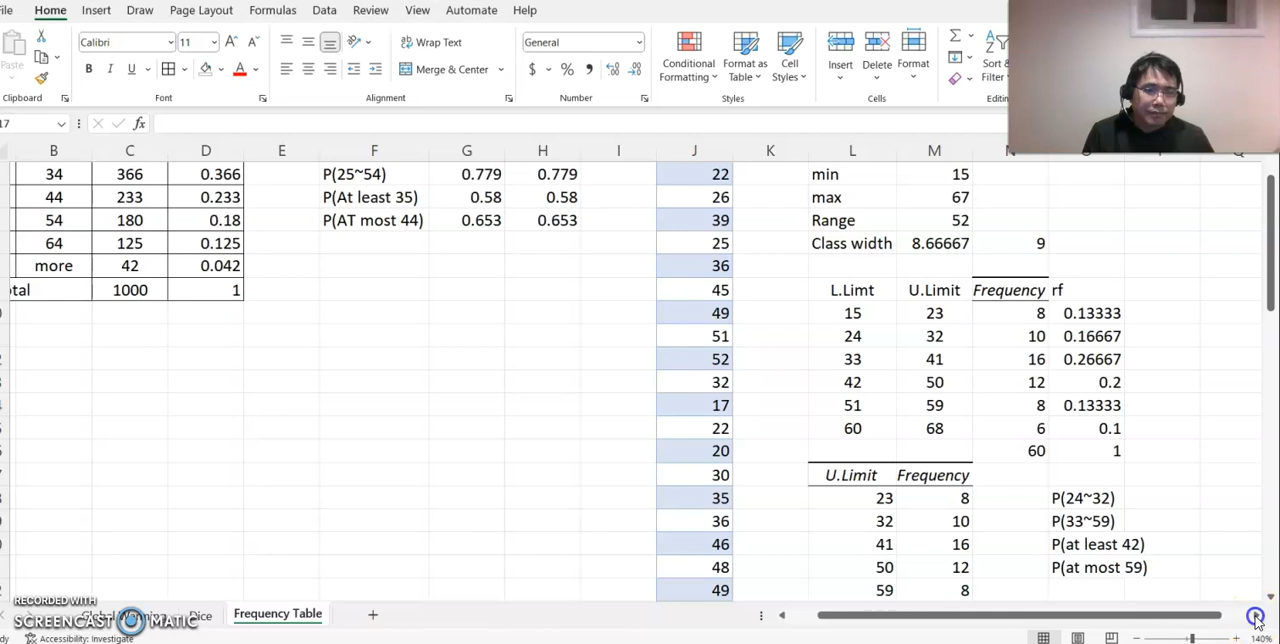 File Home Insert Draw Page Layout Formulas Data Review View Automate Help
Calibri 11 Wrap Text General
Paste B I U Merge & Center $ % Conditional Formatting Format as Table Cell Styles Insert Delete Format Sort & Filter
Clipboard Font Alignment Number Styles Cells
17 fx
B C D E F G H I J K L M
34 366 0.366 P(25~54) 0.779 0.779 22 min 15
44 233 0.233 P(At least 35) 0.58 0.58 26 max 67
54 180 0.18 P(AT most 44) 0.653 0.653 39 Range 52
64 125 0.125 25 Class width 8.66667 9
more 42 0.042 36
otal 1000 1 45 L.Limt U.Limit Frequency rf
49 15 23 8 0.13333
51 24 32 10 0.16667
52 33 41 16 0.26667
32 42 50 12 0.2
17 51 59 8 0.13333
22 60 68 6 0.1
20 60 1
30 U.Limit Frequency
35 23 8 P(24~32)
36 32 10 P(33~59)
46 41 16 P(at least 42)
48 50 12 P(at most 59)
49 59 8
RECORDED WITH
SCREENCAST MATIC
Dice Frequency Table +
Accessibility: Investigate 140%